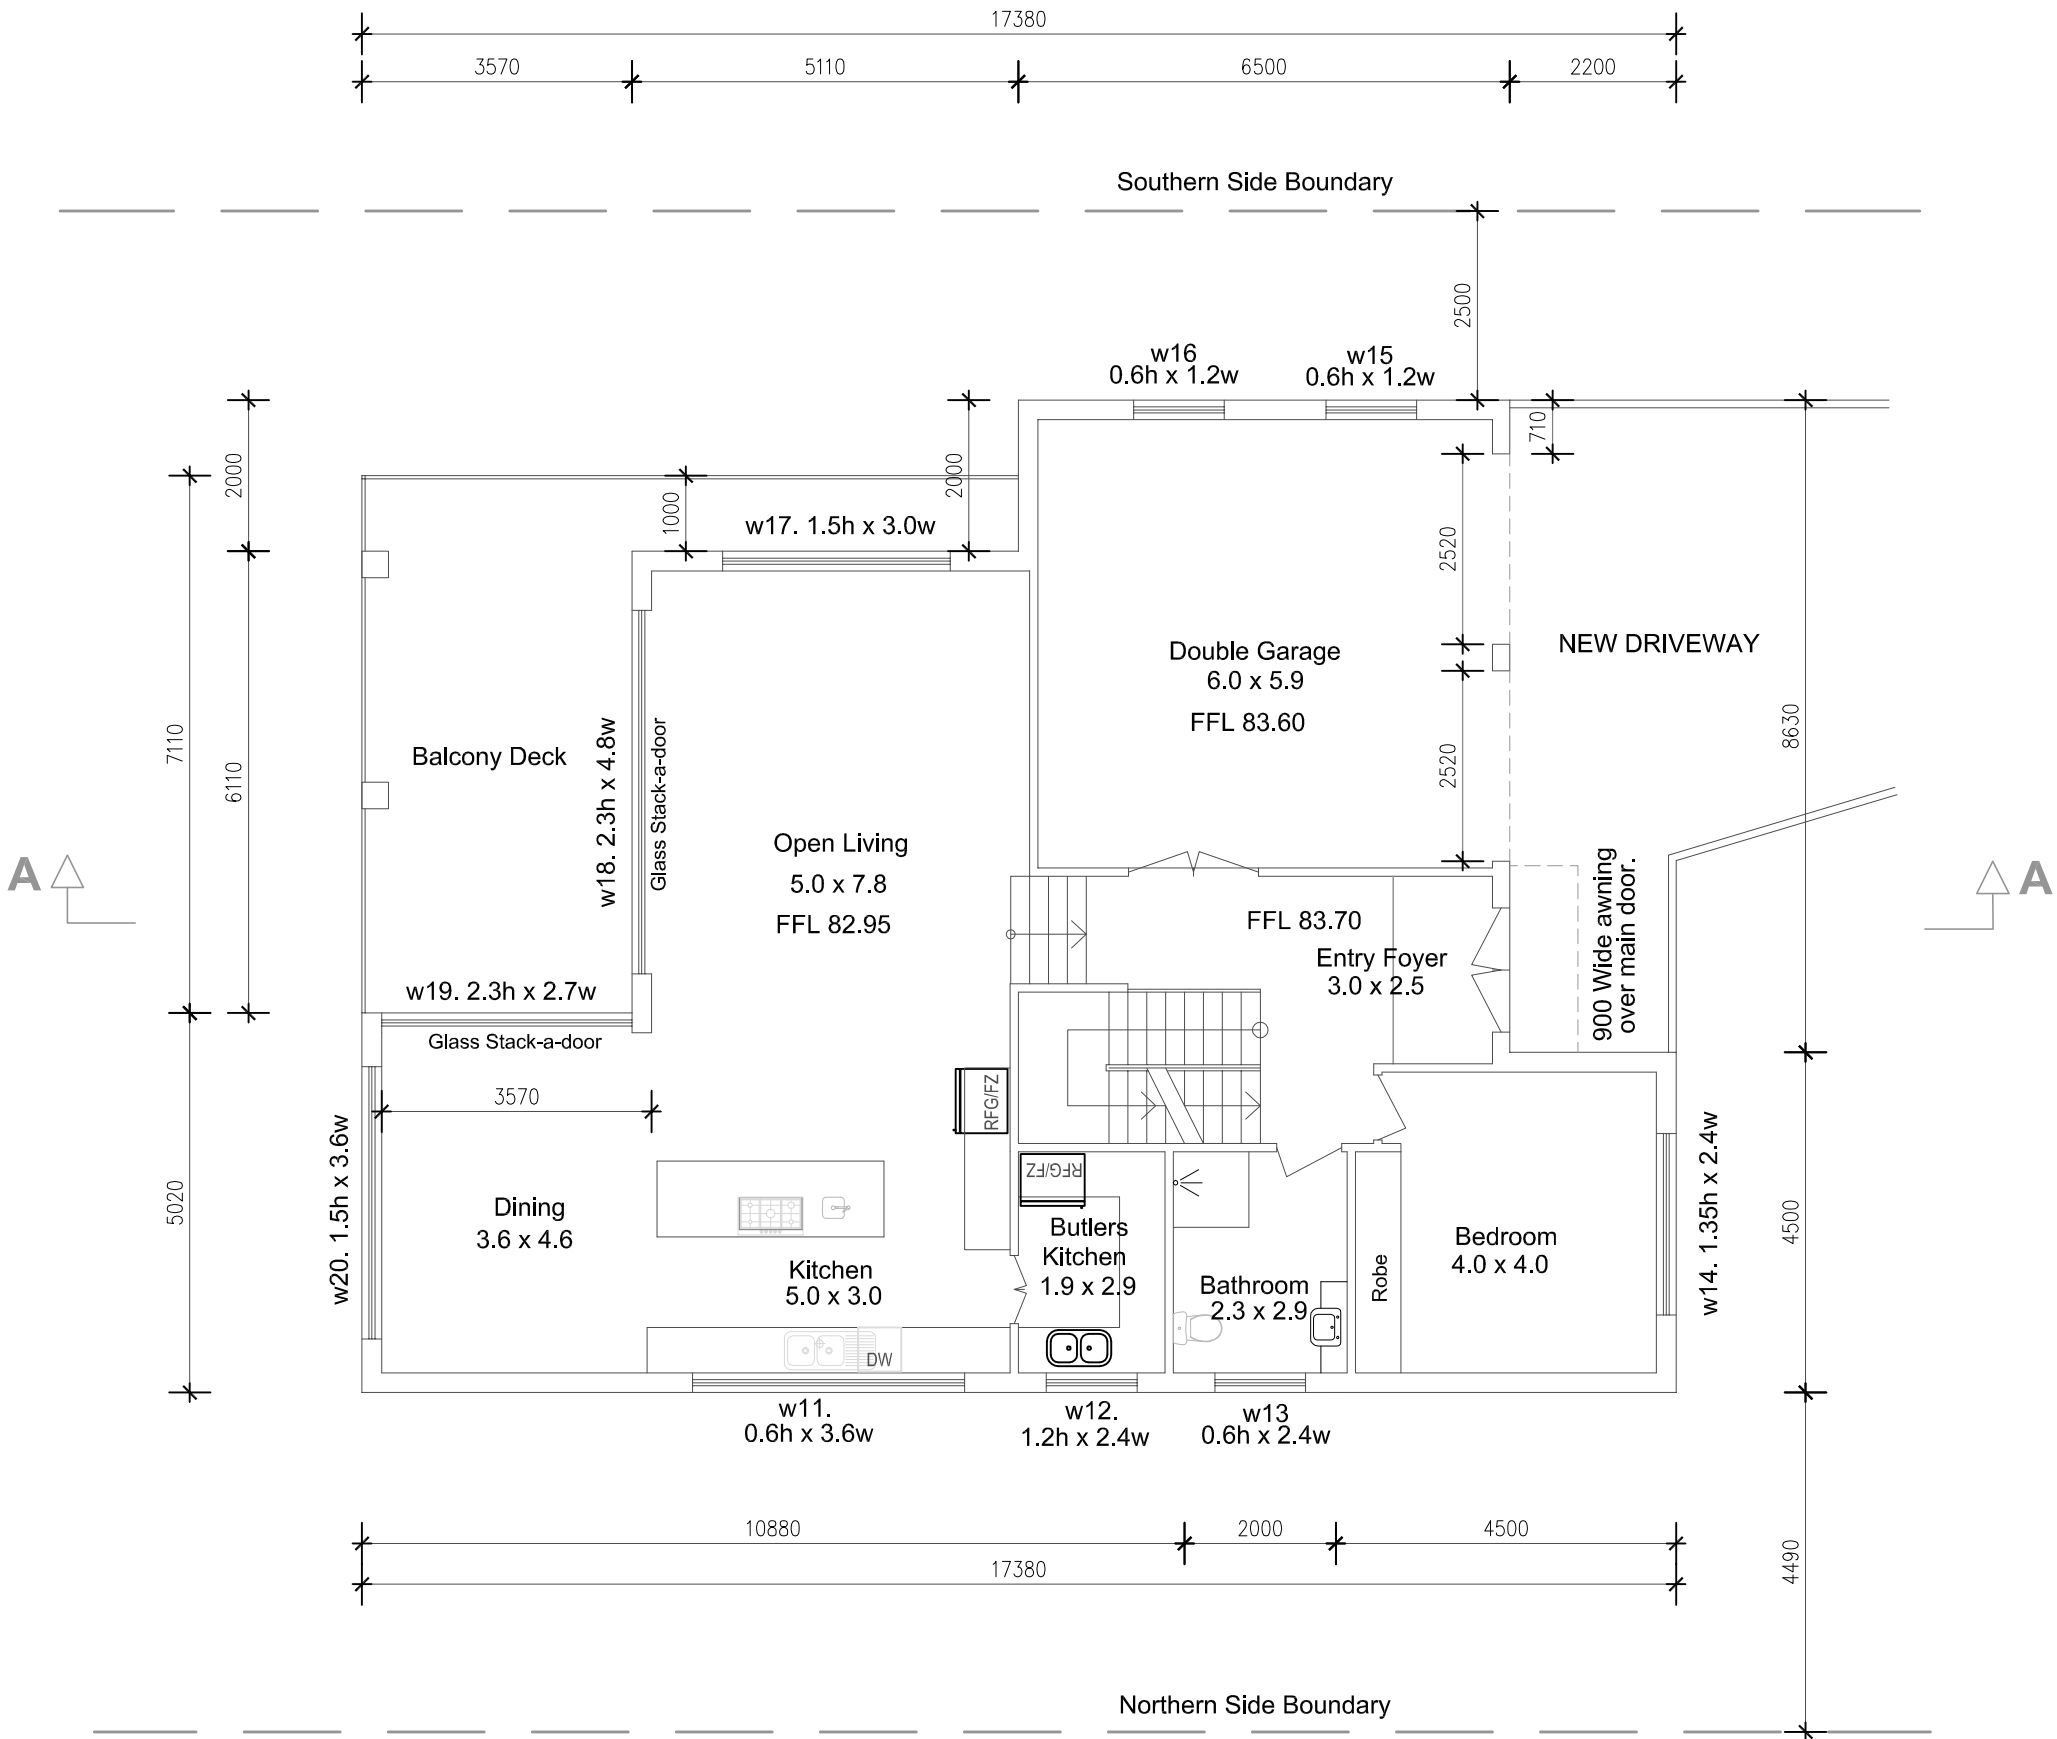 17380
3570
5110
6500
2200
Southern Side Boundary
2500
w16
0.6h x 1.2w
w15
0.6h x 1.2w
710
2000
2000
1000
w17. 1.5h x 3.0w
2520
NEW DRIVEWAY
Double Garage
6.0 x 5.9
FFL 83.60
7110
6110
Balcony Deck
w18. 2.3h x 4.8w
Glass Stack-a-door
2520
8630
Open Living
5.0 x 7.8
FFL 82.95
A
A
FFL 83.70
Entry Foyer
3.0 x 2.5
900 Wide awning
over main door.
w19. 2.3h x 2.7w
Glass Stack-a-door
3570
RFG/FZ
RFG/FZ
w20. 1.5h x 3.6w
5020
Dining
3.6 x 4.6
Kitchen
5.0 x 3.0
DW
Butlers
Kitchen
1.9 x 2.9
Bathroom
2.3 x 2.9
Robe
Bedroom
4.0 x 4.0
w14. 1.35h x 2.4w
4500
w11.
0.6h x 3.6w
w12.
1.2h x 2.4w
w13
0.6h x 2.4w
10880
2000
4500
17380
4490
Northern Side Boundary